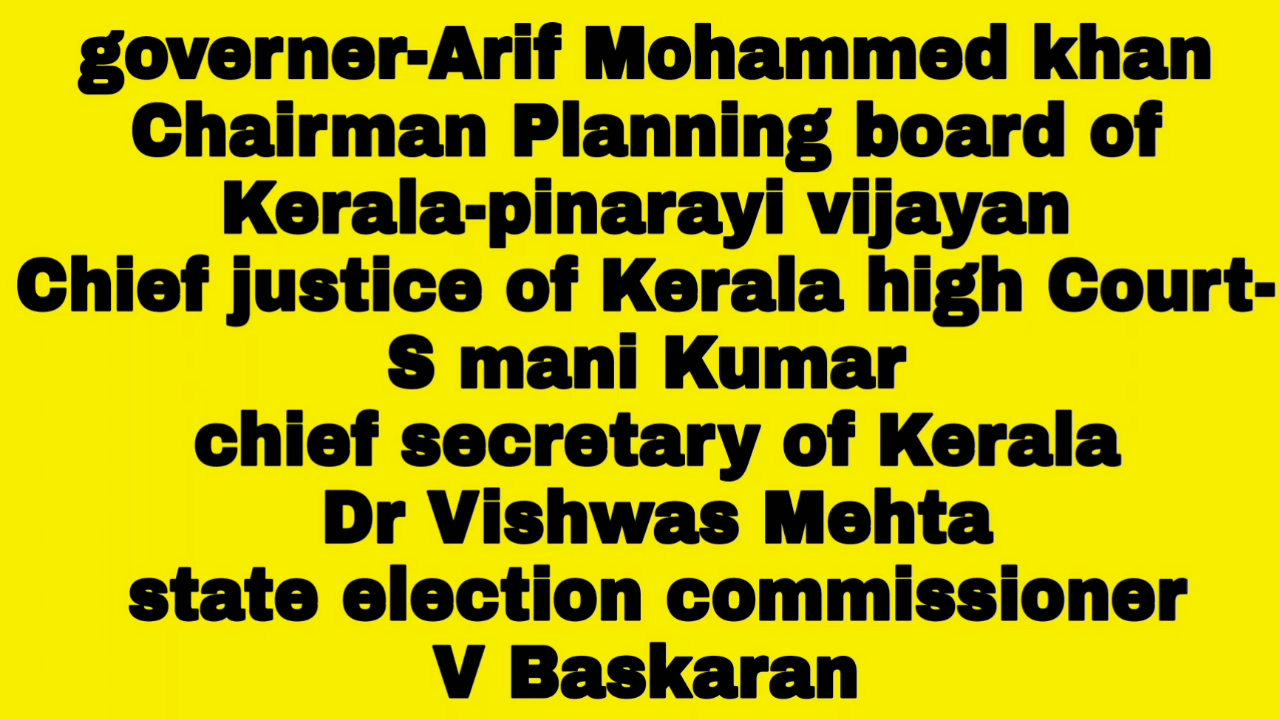 governer-Arif Mohammed khan
Chairman Planning board of
Kerala-pinarayi vijayan
Chief justice of Kerala high Court-
S mani Kumar
chief secretary of Kerala
Dr Vishwas Mehta
state election commissioner
V Baskaran